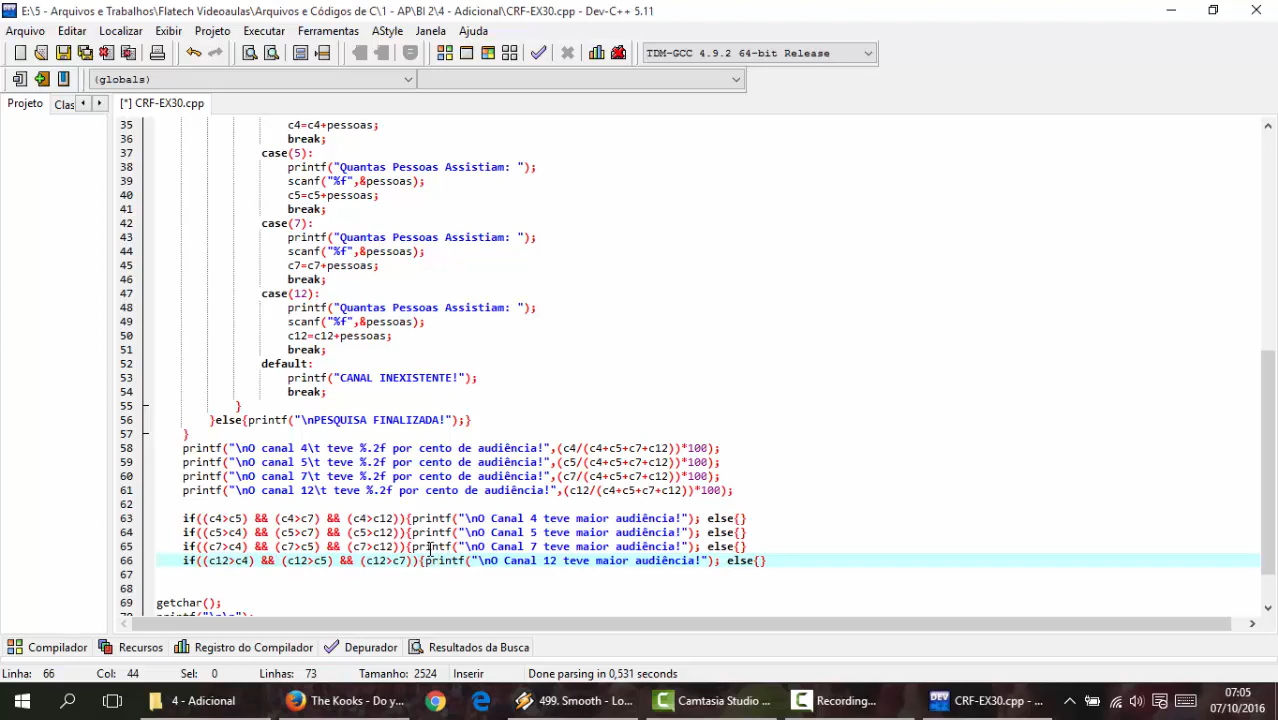 E:\5 - Arquivos e Trabalhos\Flatech Videoaulas\Arquivos e Códigos de C\1 - AP\BI 2\4 - Adicional\CRF-EX30.cpp - Dev-C++ 5.11
Arquivo Editar Localizar Exibir Projeto Executar Ferramentas AStyle Janela Ajuda
TDM-GCC 4.9.2 64-bit Release
(globals)
Projeto Clas [*] CRF-EX30.cpp
35 c4=c4+pessoas;
36 break;
37 case(5):
38 printf("Quantas Pessoas Assistiam: ");
39 scanf("%f",&pessoas);
40 c5=c5+pessoas;
41 break;
42 case(7):
43 printf("Quantas Pessoas Assistiam: ");
44 scanf("%f",&pessoas);
45 c7=c7+pessoas;
46 break;
47 case(12):
48 printf("Quantas Pessoas Assistiam: ");
49 scanf("%f",&pessoas);
50 c12=c12+pessoas;
51 break;
52 default:
53 printf("CANAL INEXISTENTE!");
54 break;
55 }
56 }else{printf("\nPESQUISA FINALIZADA!");}
57 }
58 printf("\nO canal 4\t teve %.2f por cento de audiência!",(c4/(c4+c5+c7+c12))*100);
59 printf("\nO canal 5\t teve %.2f por cento de audiência!",(c5/(c4+c5+c7+c12))*100);
60 printf("\nO canal 7\t teve %.2f por cento de audiência!",(c7/(c4+c5+c7+c12))*100);
61 printf("\nO canal 12\t teve %.2f por cento de audiência!",(c12/(c4+c5+c7+c12))*100);
62
63 if((c4>c5) && (c4>c7) && (c4>c12)){printf("\nO Canal 4 teve maior audiência!"); else{}
64 if((c5>c4) && (c5>c7) && (c5>c12)){printf("\nO Canal 5 teve maior audiência!"); else{}
65 if((c7>c4) && (c7>c5) && (c7>c12)){printf("\nO Canal 7 teve maior audiência!"); else{}
66 if((c12>c4) && (c12>c5) && (c12>c7)){printf("\nO Canal 12 teve maior audiência!"); else{}
67
68
69 getchar();
70 printf("\n\n");
Compilador Recursos Registro do Compilador Depurador Resultados da Busca
Linha: 66 Col: 44 Sel: 0 Linhas: 73 Tamanho: 2524 Inserir Done parsing in 0,531 seconds
4 - Adicional The Kooks - Do y... 499. Smooth - Lo... Camtasia Studio ... Recording... CRF-EX30.cpp - ... 07:05
07/10/2016